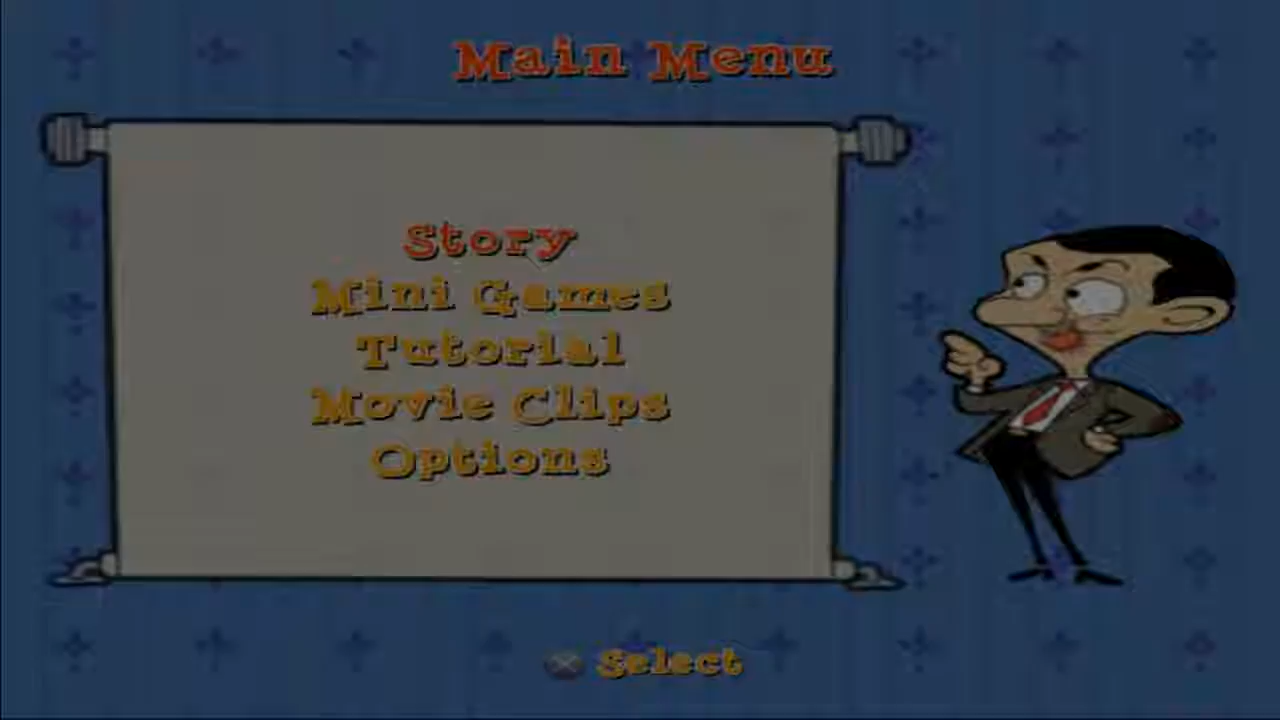 Main Menu
Story
Mini Games
Tutorial
Movie Clips
Options
Select